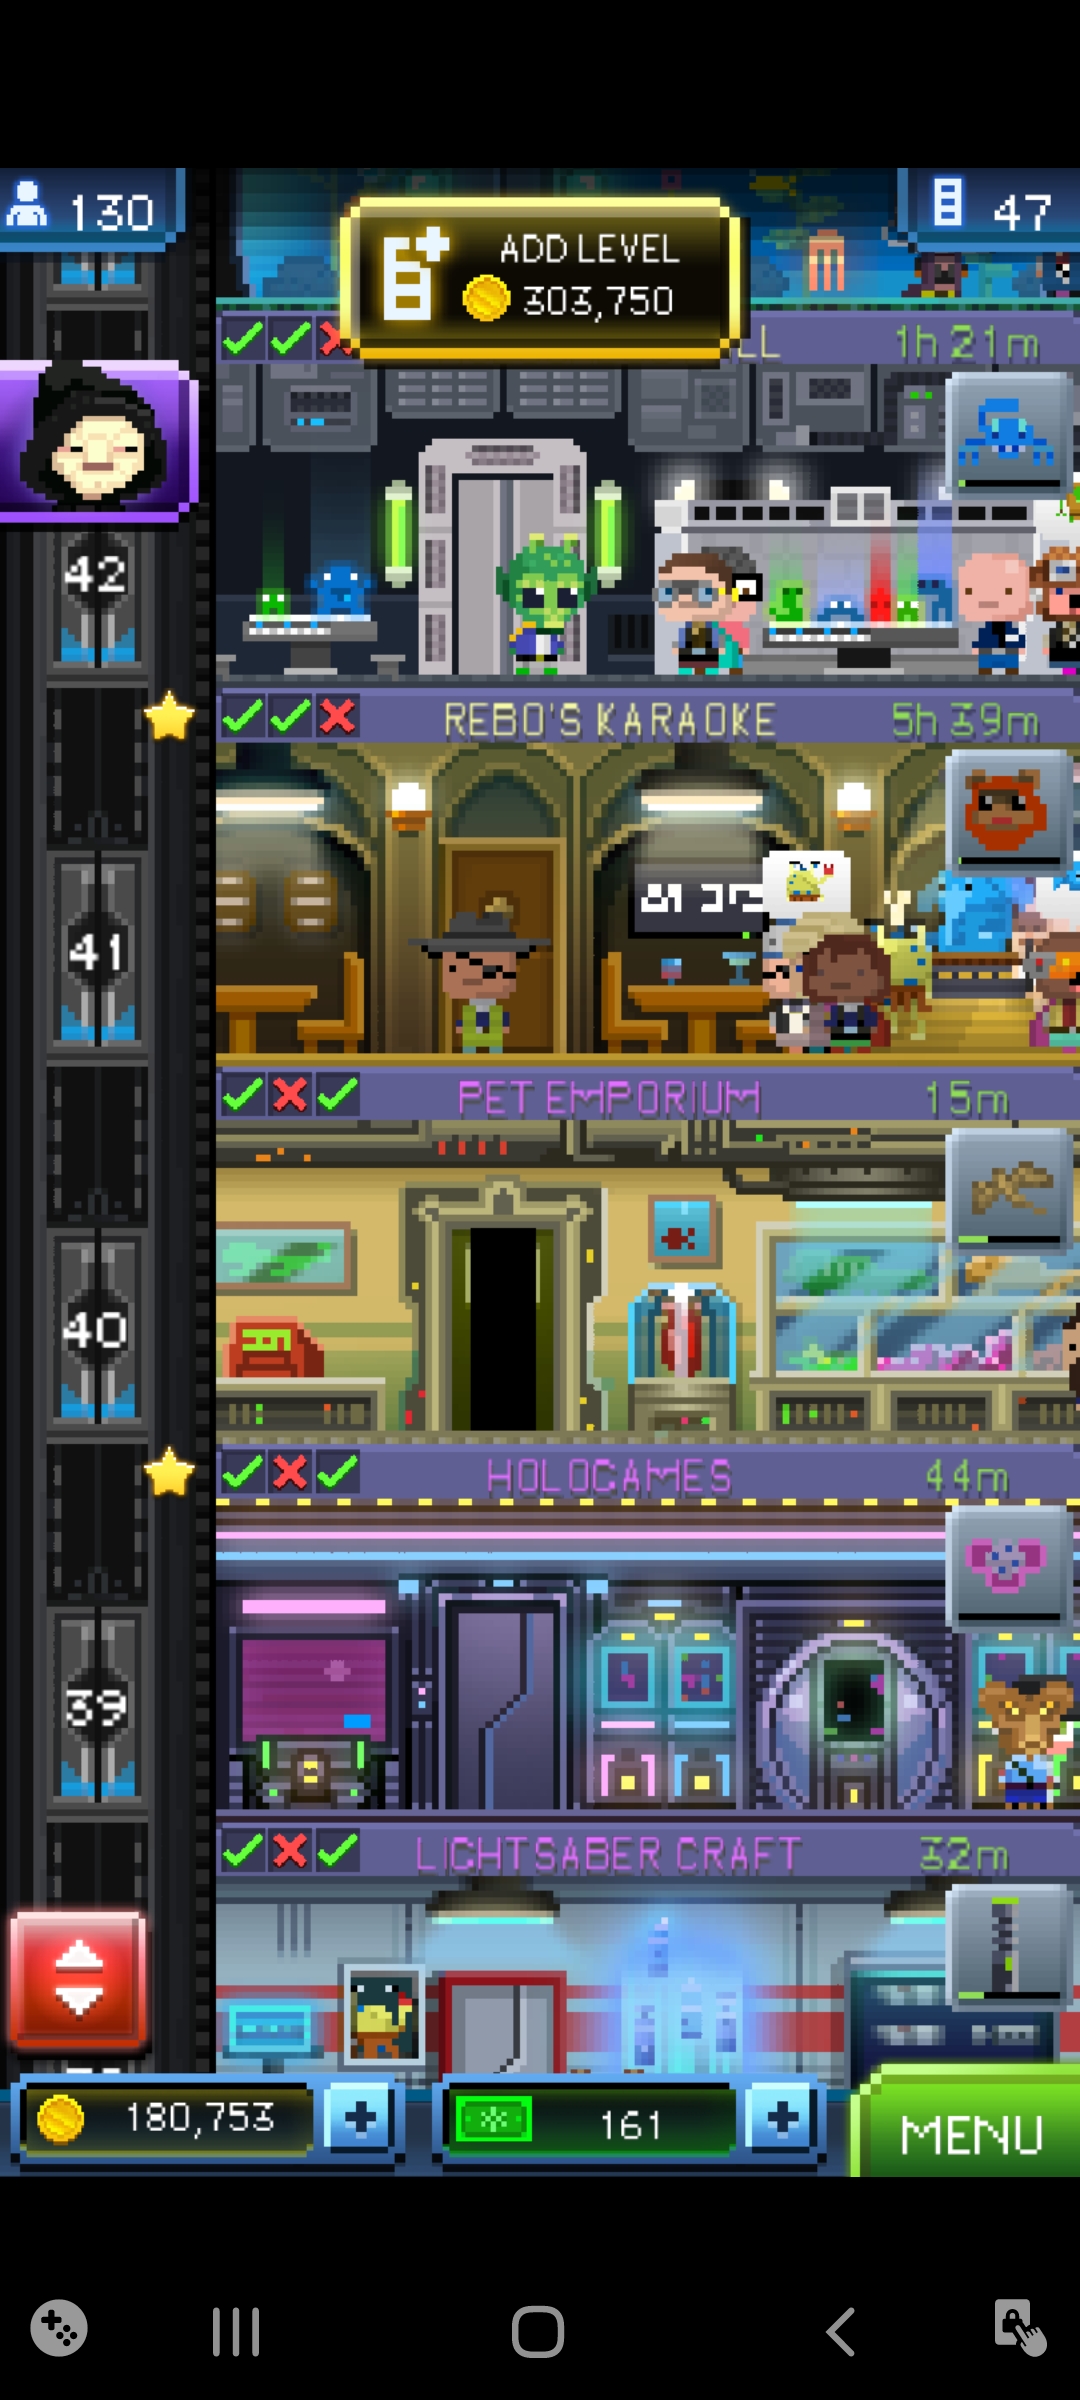 130
47
ADD LEVEL
303,750
LL
1h 21m
42
REBO'S KARAOKE
5h 39m
41
PET EMPORIUM
15m
40
HOLOGAMES
44m
39
LIGHTSABER CRAFT
32m
180,753
161
MENU